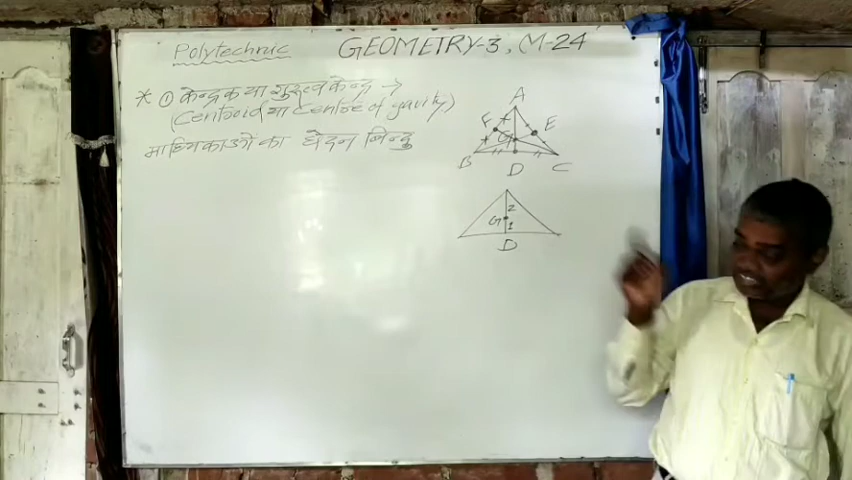 Polytechnic GEOMETRY-3, (M-24)
* ① केन्द्रक या गुरुत्व केन्द्र →
(Centroid या Centre of gravity)
माध्यिकाओं का छेदन बिन्दु
A
F E
G
B D C
2
G 1
D